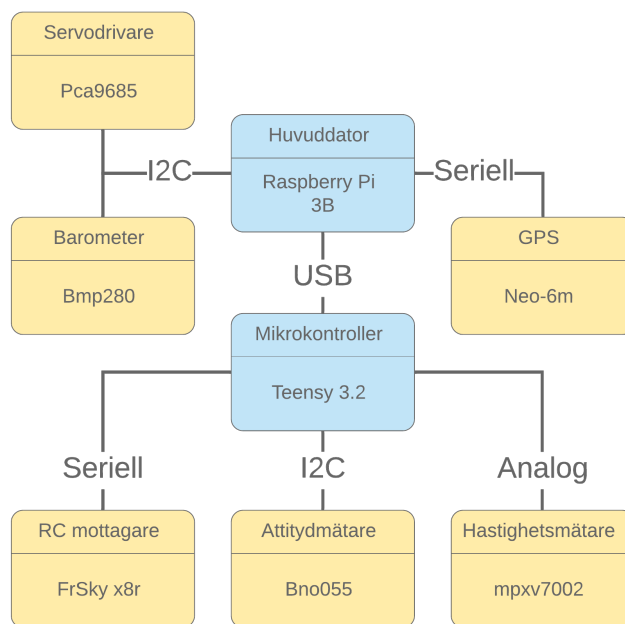 Servodrivare
Pca9685
Huvuddator
Raspberry Pi
3B
I2C
Seriell
Barometer
Bmp280
GPS
Neo-6m
USB
Mikrokontroller
Teensy 3.2
Seriell
I2C
Analog
RC mottagare
FrSky x8r
Attitydmätare
Bno055
Hastighetsmätare
mpxv7002